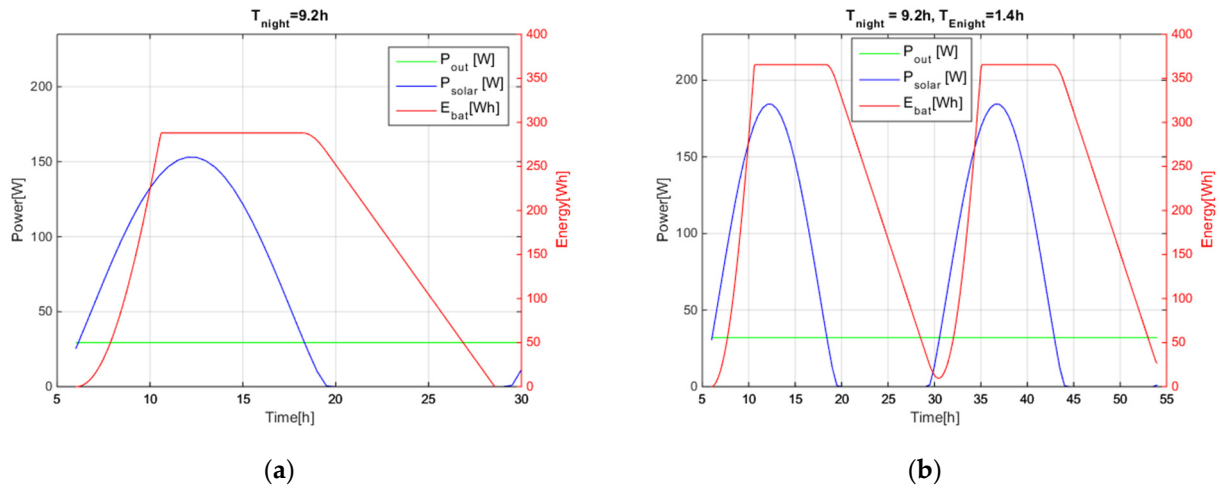 T_night=9.2h
200
150
100
50
0
Power[W]
400
350
300
250
200
150
100
50
0
Energy[Wh]
P_out [W]
P_solar [W]
E_bat[Wh]
5 10 15 20 25 30
Time[h]
(a)
T_night = 9.2h, T_Enight=1.4h
200
150
100
50
0
Power[W]
400
350
300
250
200
150
100
50
0
Energy[Wh]
P_out [W]
P_solar [W]
E_bat[Wh]
5 10 15 20 25 30 35 40 45 50 55
Time[h]
(b)